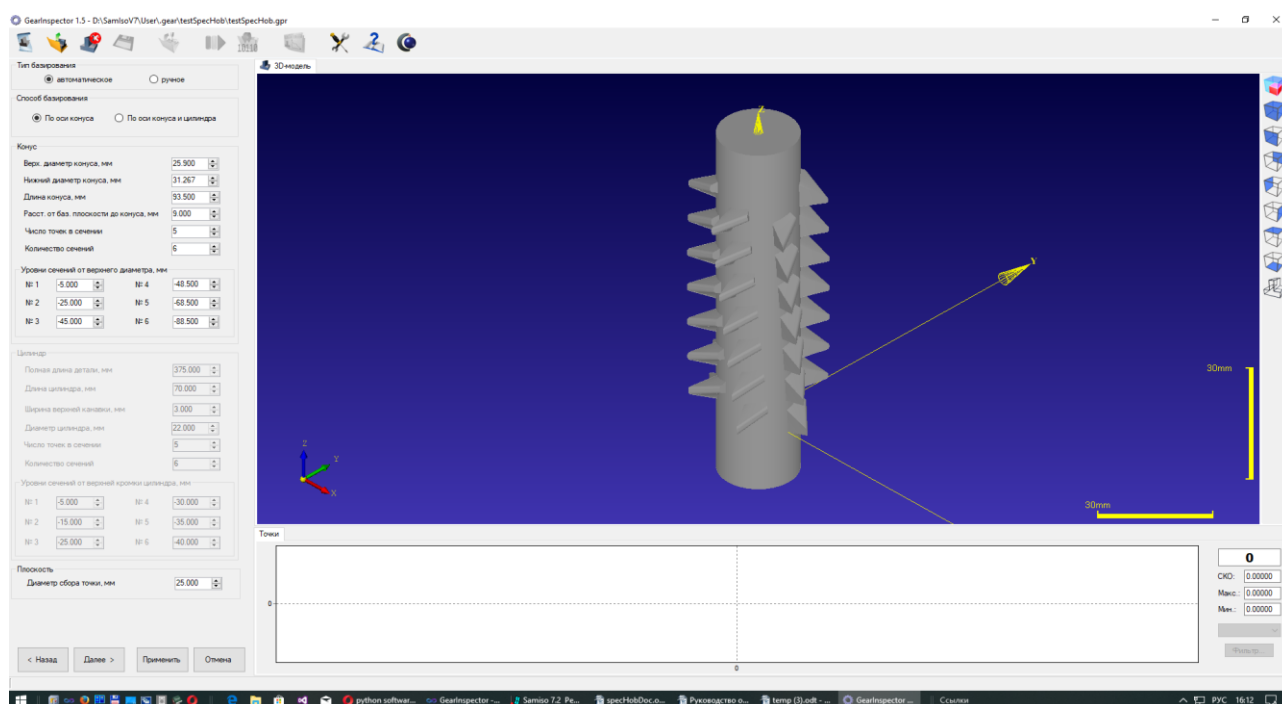 GearInspector 1.5 - D:\SamIsoV7\User\.gear\testSpecHob\testSpecHob.gpr
Тип базирования
автоматическое ручное
Способ базирования
По оси конуса По оси конуса и цилиндра
Конус
Верх. диаметр конуса, мм 25.900
Нижний диаметр конуса, мм 31.267
Длина конуса, мм 93.500
Расст. от баз. плоскости до конуса, мм 9.000
Число точек в сечении 5
Количество сечений 6
Уровни сечений от верхнего диаметра, мм
№ 1 -5.000 № 4 -48.500
№ 2 -25.000 № 5 -68.500
№ 3 -45.000 № 6 -88.500
Цилиндр
Полная длина детали, мм 375.000
Длина цилиндра, мм 70.000
Ширина верхней канавки, мм 3.000
Диаметр цилиндра, мм 22.000
Число точек в сечении 5
Количество сечений 6
Уровни сечений от верхней кромки цилиндра, мм
№ 1 -5.000 № 4 -30.000
№ 2 -15.000 № 5 -35.000
№ 3 -25.000 № 6 -40.000
Плоскость
Диаметр сбора точки, мм 25.000
< Назад Далее > Применить Отмена
3D-модель
Z
Y
30mm
Z
Y
X
30mm
Точки
0
0
0
СКО: 0.00000
Макс.: 0.00000
Мин.: 0.00000
Фильтр...
python softwar... GearInspector -... Samiso 7.2 Ре... specHobDoc.o... Руководство о... temp (3).odt - ... GearInspector ... Ссылки РУС 16:12